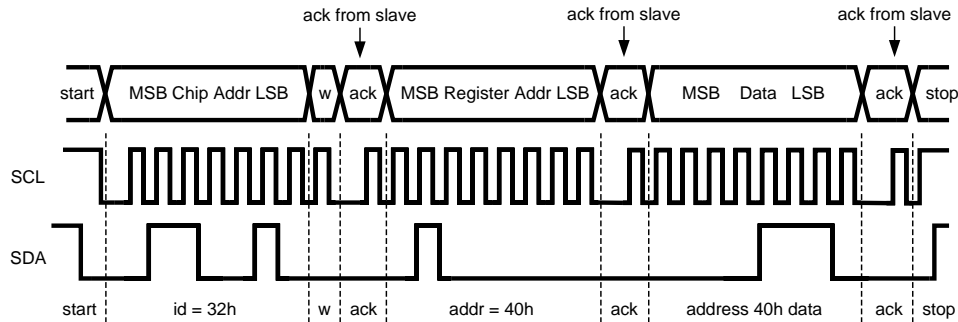 ack from slave ack from slave ack from slave
start MSB Chip Addr LSB w ack MSB Register Addr LSB ack MSB Data LSB ack stop
SCL
SDA
start id = 32h w ack addr = 40h ack address 40h data ack stop